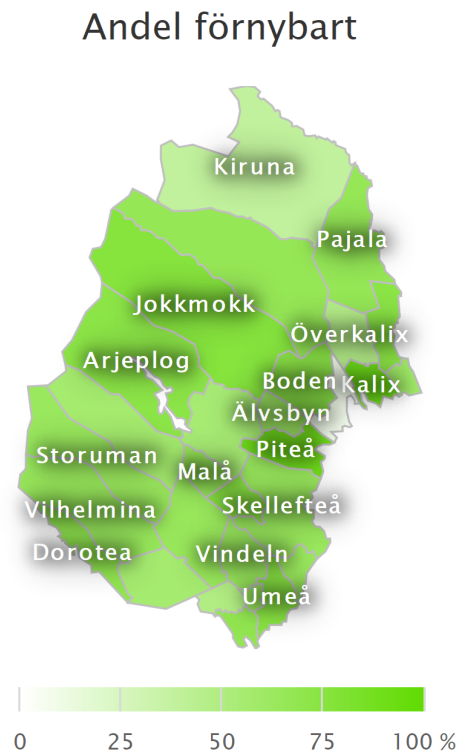 Andel förnybart
Kiruna
Pajala
Jokkmokk
Överkalix
Arjeplog
Boden Kalix
Älvsbyn
Piteå
Storuman
Malå
Skellefteå
Vilhelmina
Dorotea
Vindeln
Umeå
0 25 50 75 100 %